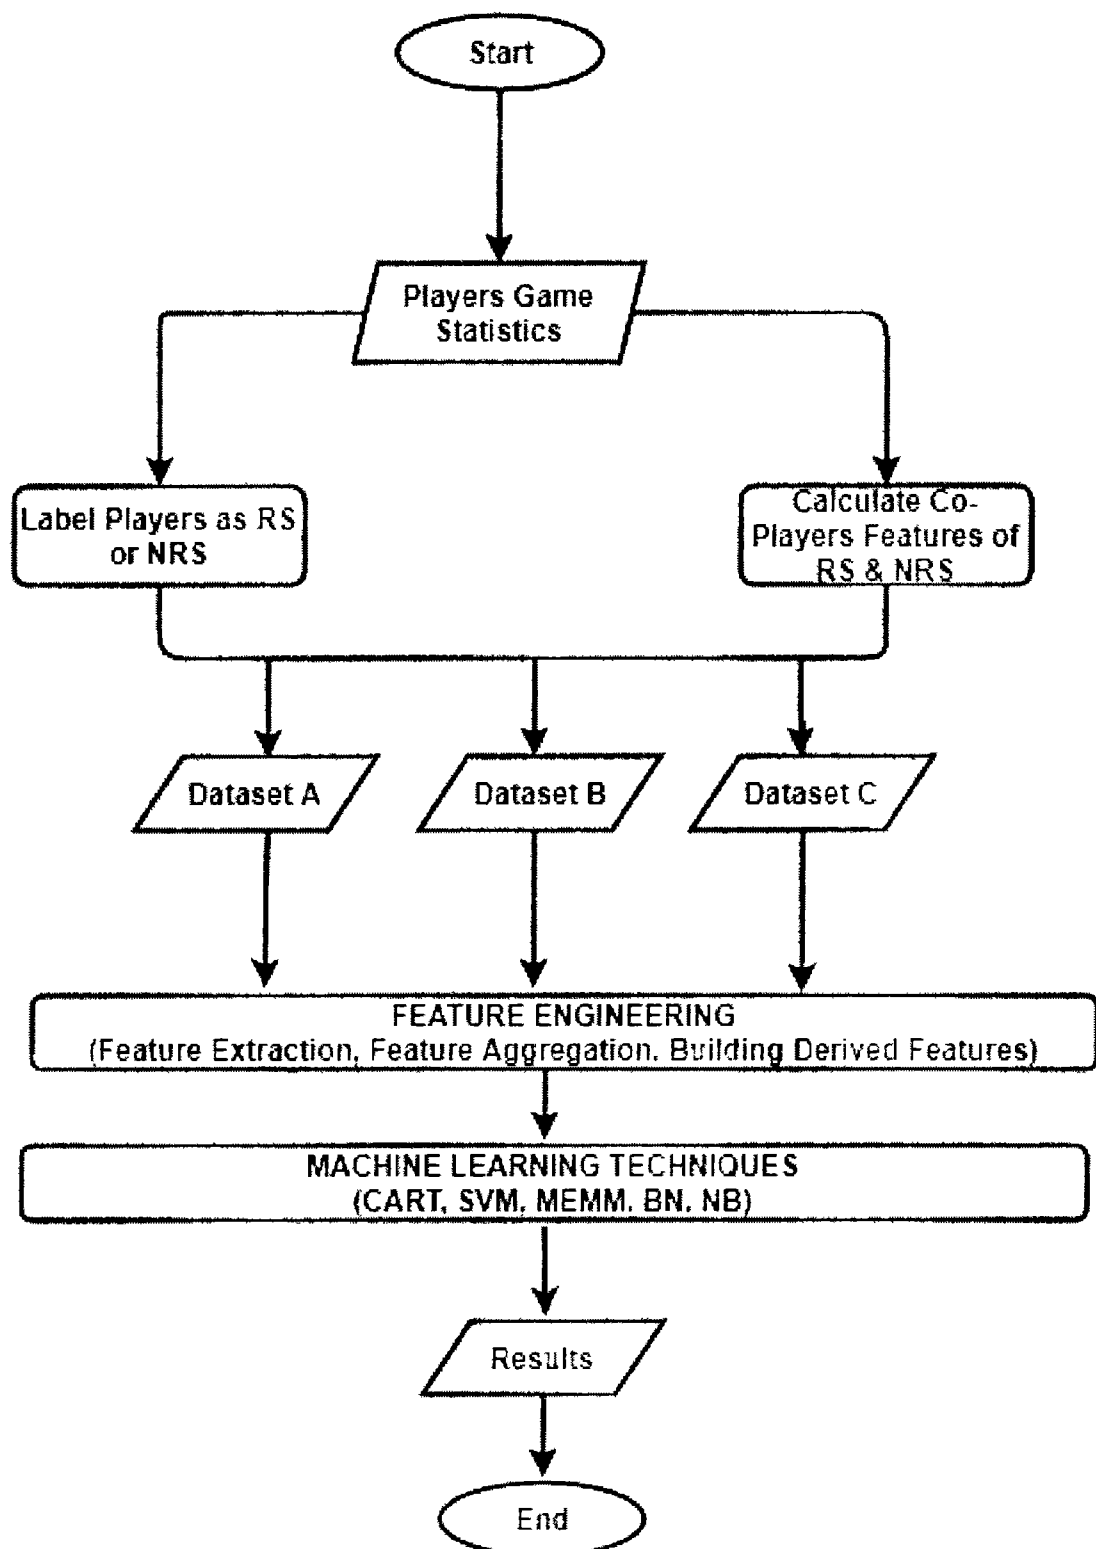 Start
Players Game
Statistics
Label Players as RS
or NRS
Calculate Co-
Players Features of
RS & NRS
Dataset A
Dataset B
Dataset C
FEATURE ENGINEERING
(Feature Extraction, Feature Aggregation. Building Derived Features)
MACHINE LEARNING TECHNIQUES
(CART, SVM, MEMM. BN. NB)
Results
End